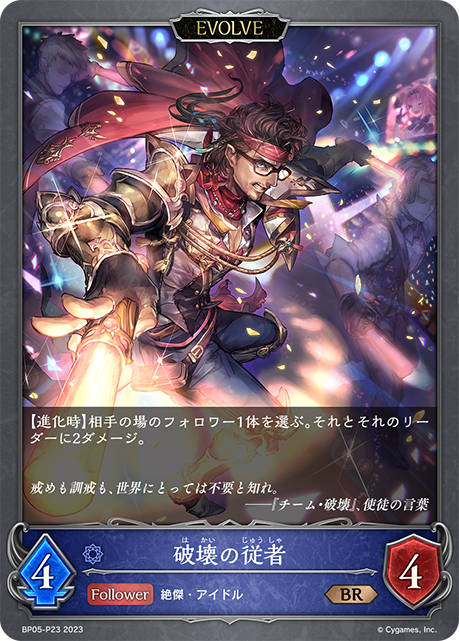 EVOLVE
【進化時】相手の場のフォロワー1体を選ぶ。それとそれのリー
ダーに2ダメージ。
戒めも訓戒も、世界にとっては不要と知れ。
──『チーム・破壊』、使徒の言葉
はかい じゅうしゃ
破壊の従者
4
Follower 絶傑・アイドル
BR
4
BP05-P23 2023
© Cygames, Inc.